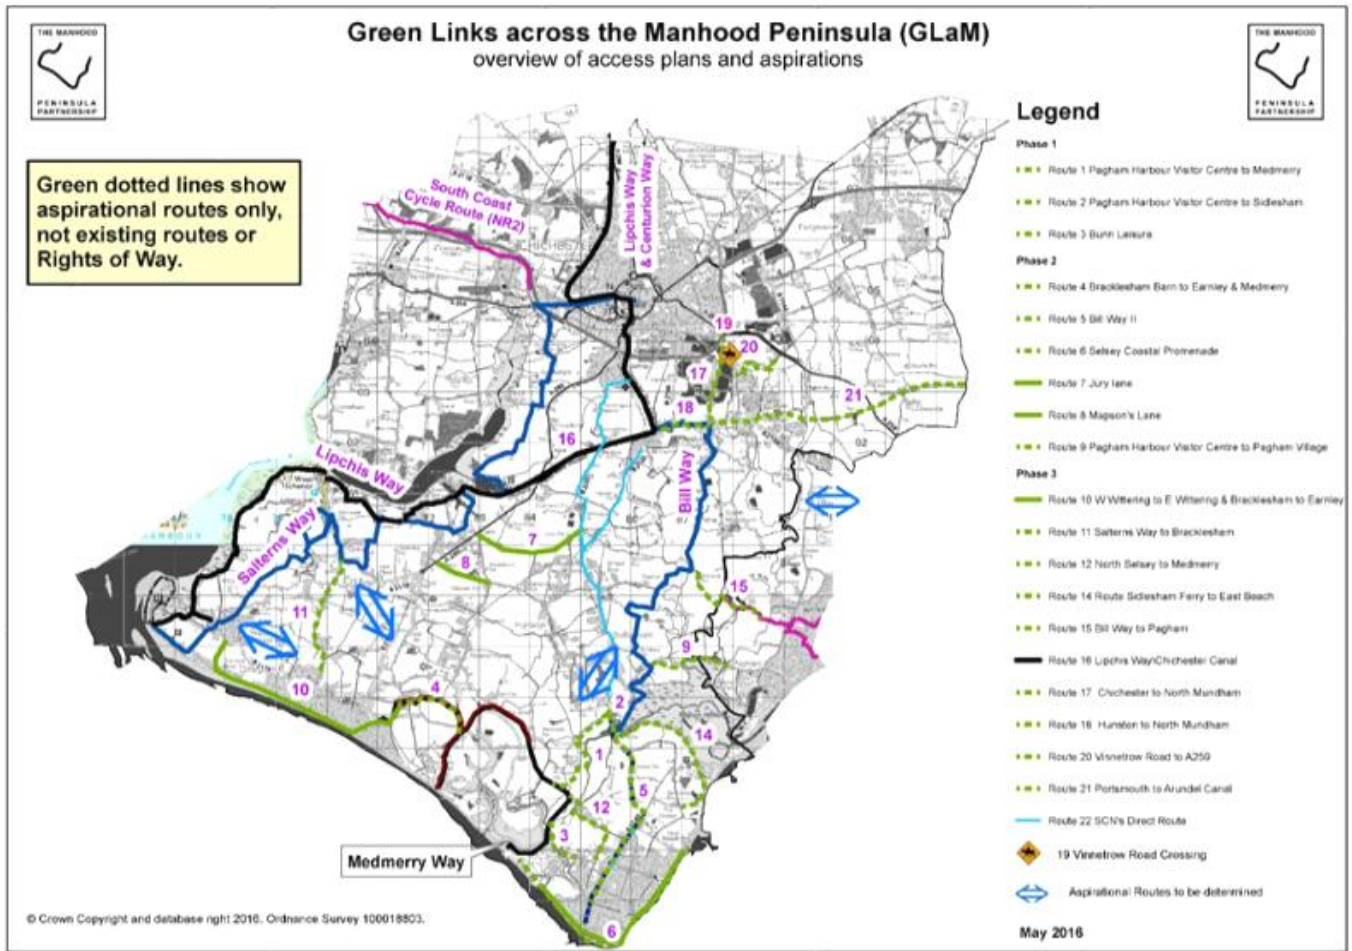 Green Links across the Manhood Peninsula (GLaM)
overview of access plans and aspirations
THE MANHOOD
PENINSULA
PARTNERSHIP
THE MANHOOD
PENINSULA
PARTNERSHIP
Green dotted lines show
aspirational routes only,
not existing routes or
Rights of Way.
South Coast
Cycle Route (NR2)
Lipchis Way
& Centurion Way
19
20
17
21
18
16
Lipchis Way
Bill Way
Salterns Way
7
8
15
11
9
10
4
2
14
1
5
12
3
6
Medmerry Way
© Crown Copyright and database right 2016. Ordnance Survey 100018803.
Legend
Phase 1
Route 1 Pagham Harbour Visitor Centre to Medmerry
Route 2 Pagham Harbour Visitor Centre to Sidlesham
Route 3 Bunn Leisure
Phase 2
Route 4 Bracklesham Barn to Earnley & Medmerry
Route 5 Bill Way II
Route 6 Selsey Coastal Promenade
Route 7 Jury lane
Route 8 Mapson's Lane
Route 9 Pagham Harbour Visitor Centre to Pagham Village
Phase 3
Route 10 W Wittering to E Wittering & Bracklesham to Earnley
Route 11 Salterns Way to Bracklesham
Route 12 North Selsey to Medmerry
Route 14 Route Sidlesham Ferry to East Beach
Route 15 Bill Way to Pagham
Route 16 Lipchis Way\Chichester Canal
Route 17 Chichester to North Mundham
Route 18 Hunston to North Mundham
Route 20 Vinnetrow Road to A259
Route 21 Portsmouth to Arundel Canal
Route 22 SCN's Direct Route
19 Vinnetrow Road Crossing
Aspirational Routes to be determined
May 2016